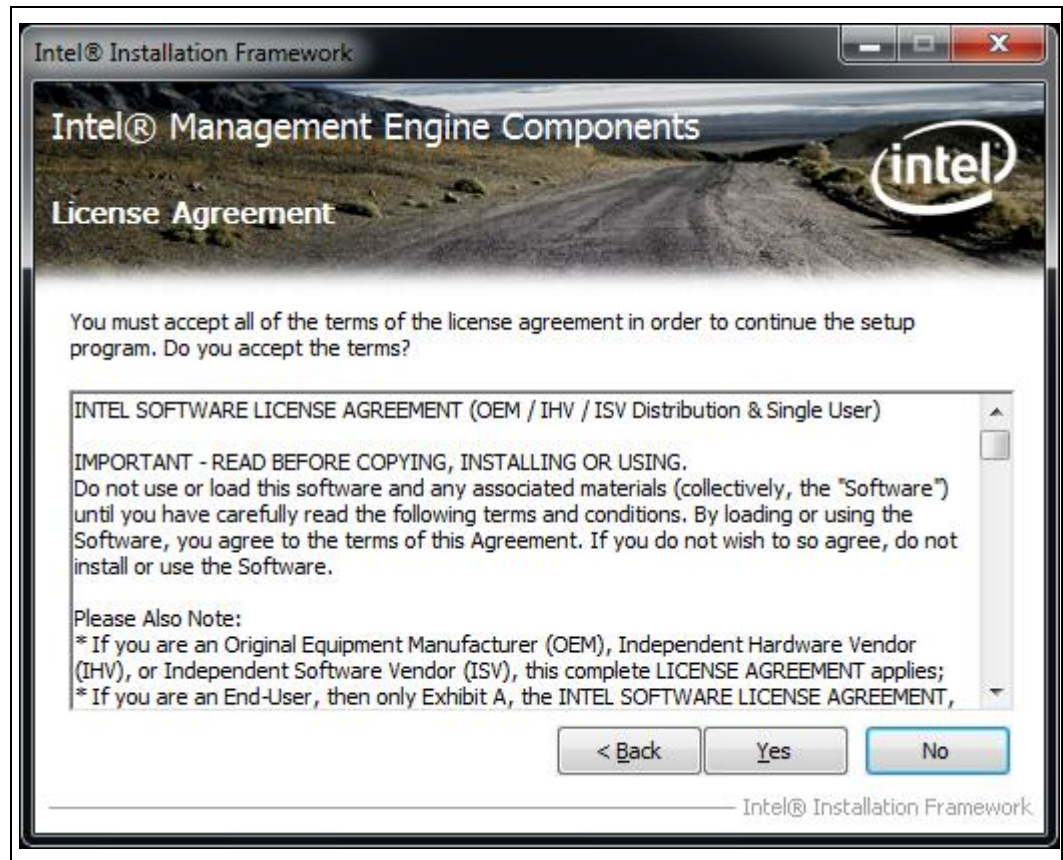 Intel® Installation Framework
Intel® Management Engine Components
intel
License Agreement
You must accept all of the terms of the license agreement in order to continue the setup
program. Do you accept the terms?
INTEL SOFTWARE LICENSE AGREEMENT (OEM / IHV / ISV Distribution & Single User)
IMPORTANT - READ BEFORE COPYING, INSTALLING OR USING.
Do not use or load this software and any associated materials (collectively, the "Software")
until you have carefully read the following terms and conditions. By loading or using the
Software, you agree to the terms of this Agreement. If you do not wish to so agree, do not
install or use the Software.
Please Also Note:
* If you are an Original Equipment Manufacturer (OEM), Independent Hardware Vendor
(IHV), or Independent Software Vendor (ISV), this complete LICENSE AGREEMENT applies;
* If you are an End-User, then only Exhibit A, the INTEL SOFTWARE LICENSE AGREEMENT,
< Back Yes No
Intel® Installation Framework